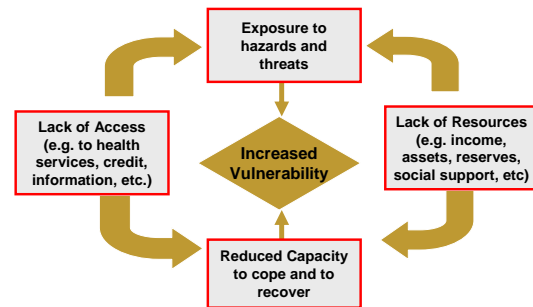 Exposure to
hazards and
threats
Lack of Access
(e.g. to health
services, credit,
information, etc.)
Increased
Vulnerability
Lack of Resources
(e.g. income,
assets, reserves,
social support, etc)
Reduced Capacity
to cope and to
recover